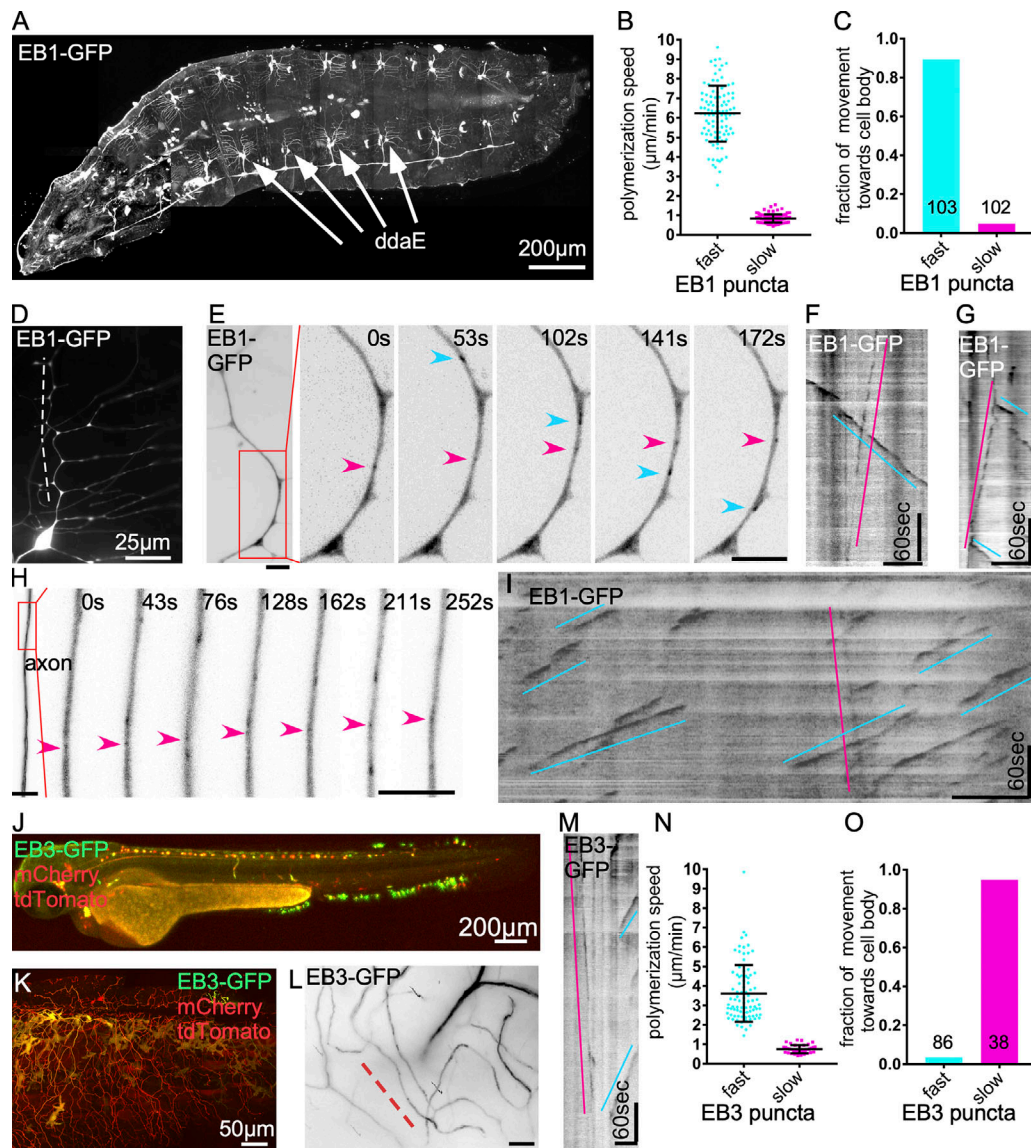 A
EB1-GFP
ddaE
200µm
B
polymerization speed
(µm/min)
10
9
8
7
6
5
4
3
2
1
0
fast
slow
EB1 puncta
C
fraction of movement
towards cell body
1.0
0.8
0.6
0.4
0.2
0.0
103
102
fast
slow
EB1 puncta
D
EB1-GFP
25µm
E
EB1-
GFP
0s
53s
102s
141s
172s
F
EB1-GFP
60sec
G
EB1-
GFP
60sec
H
axon
0s
43s
76s
128s
162s
211s
252s
I
EB1-GFP
60sec
J
EB3-GFP
mCherry
tdTomato
200µm
K
EB3-GFP
mCherry
tdTomato
50µm
L
EB3-GFP
M
EB3-
GFP
60sec
N
polymerization speed
(µm/min)
10
9
8
7
6
5
4
3
2
1
0
fast
slow
EB3 puncta
O
fraction of movement
towards cell body
1.0
0.8
0.6
0.4
0.2
0.0
86
38
fast
slow
EB3 puncta